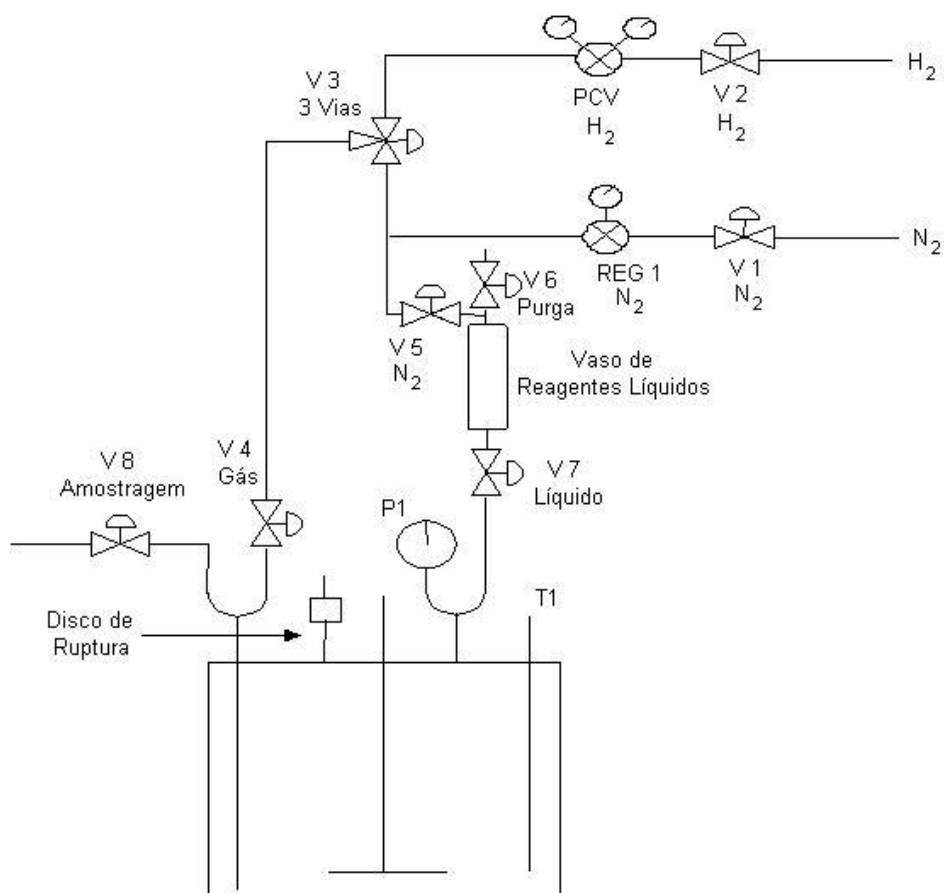 V 3
3 Vias
PCV
H2
V 2
H2
H2
REG 1
N2
V 1
N2
N2
V 6
Purga
V 5
N2
Vaso de
Reagentes Líquidos
V 8
Amostragem
V 4
Gás
V 7
Líquido
P1
T1
Disco de
Ruptura